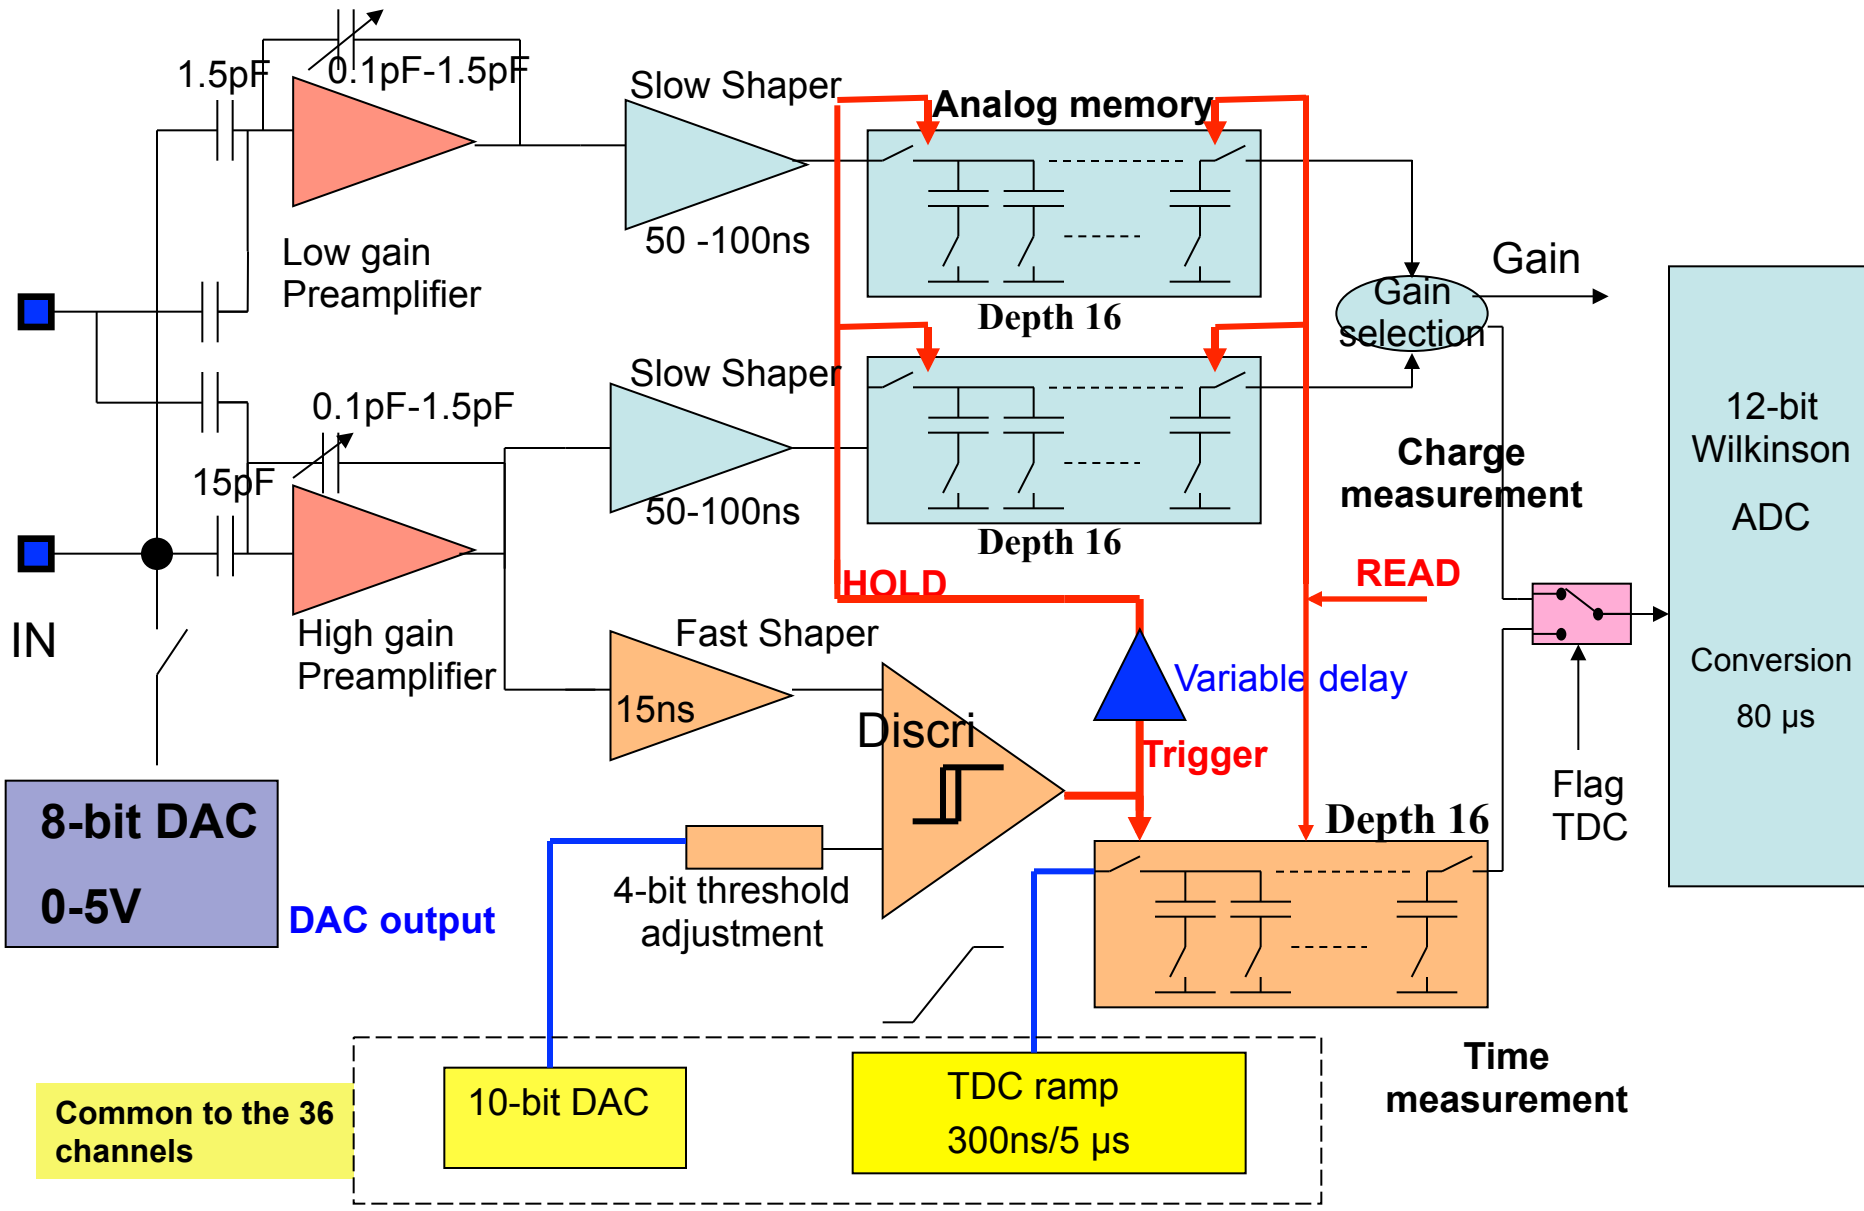 1.5pF
0.1pF-1.5pF
Slow Shaper
Analog memory
50 -100ns
Low gain
Preamplifier
Depth 16
Gain
selection
Gain
Slow Shaper
0.1pF-1.5pF
15pF
50-100ns
Depth 16
Charge
measurement
12-bit
Wilkinson
ADC
Conversion
80 µs
HOLD
READ
IN
High gain
Preamplifier
Fast Shaper
15ns
Discri
Variable delay
Trigger
Flag
TDC
8-bit DAC
0-5V
DAC output
4-bit threshold
adjustment
Depth 16
Time
measurement
Common to the 36
channels
10-bit DAC
TDC ramp
300ns/5 µs